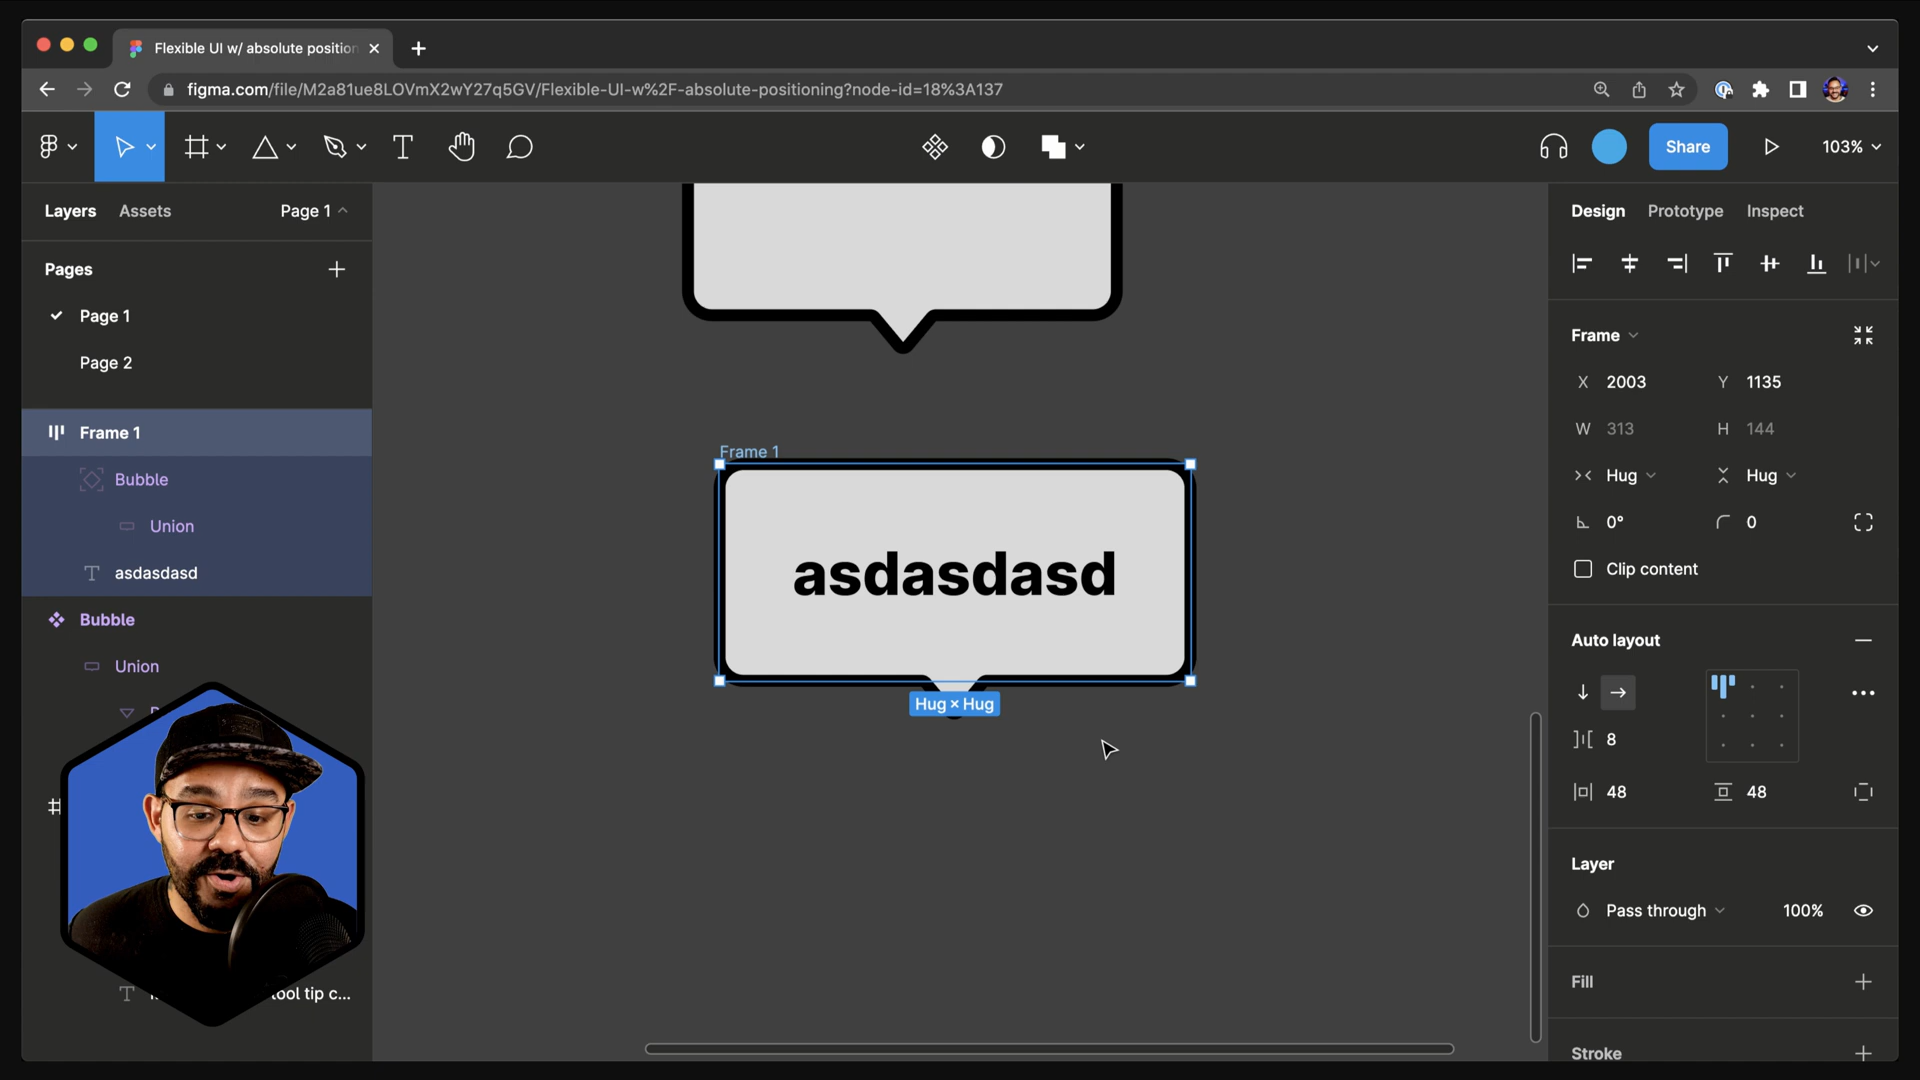 Flexible UI w/ absolute position
figma.com/file/M2a81ue8LOVmX2wY27q5GV/Flexible-UI-w%2F-absolute-positioning?node-id=18%3A137
Share
103%
Layers
Assets
Page 1
Pages
Page 1
Page 2
Frame 1
Bubble
Union
asdasdasd
Bubble
Union
ool tip c...
Frame 1
asdasdasd
Hug × Hug
Design
Prototype
Inspect
Frame
X 2003
Y 1135
W 313
H 144
Hug
Hug
0°
0
Clip content
Auto layout
8
48
48
Layer
Pass through
100%
Fill
Stroke